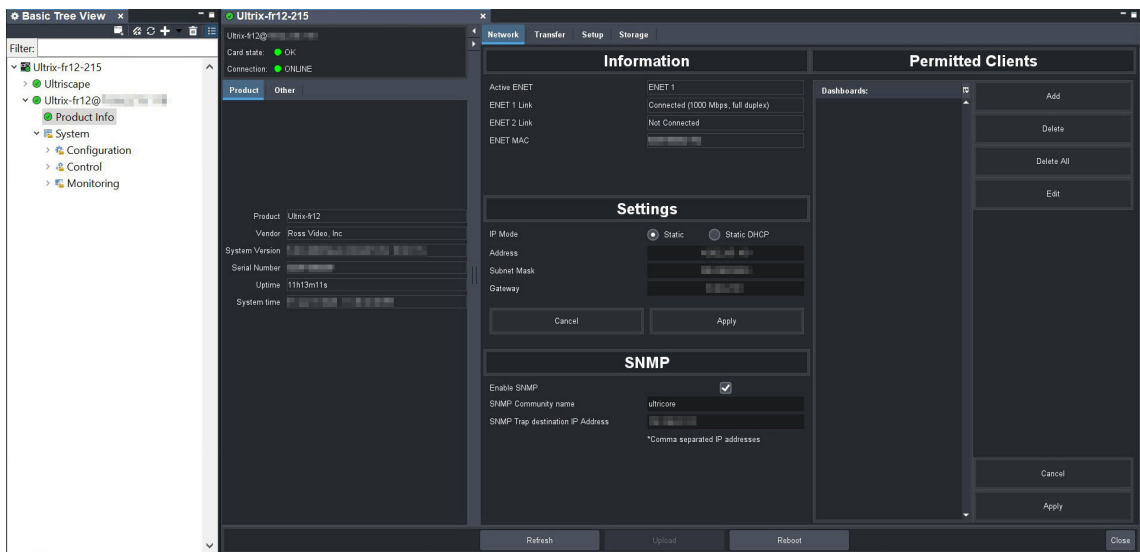 Basic Tree View ×
Filter:
Ultrix-fr12-215
Ultriscape
Ultrix-fr12@
Product Info
System
Configuration
Control
Monitoring
Ultrix-fr12-215 ×
Ultrix-fr12@
Card state: OK
Connection: ONLINE
Product Other
Product Ultrix-fr12
Vendor Ross Video, Inc
System Version
Serial Number
Uptime 11h13m11s
System time
Network Transfer Setup Storage
Information
Active ENET ENET 1
ENET 1 Link Connected (1000 Mbps, full duplex)
ENET 2 Link Not Connected
ENET MAC
Settings
IP Mode Static Static DHCP
Address
Subnet Mask
Gateway
Cancel Apply
SNMP
Enable SNMP
SNMP Community name ultricore
SNMP Trap destination IP Address
*Comma separated IP addresses
Permitted Clients
Dashboards:
Add
Delete
Delete All
Edit
Cancel
Apply
Refresh Upload Reboot Close